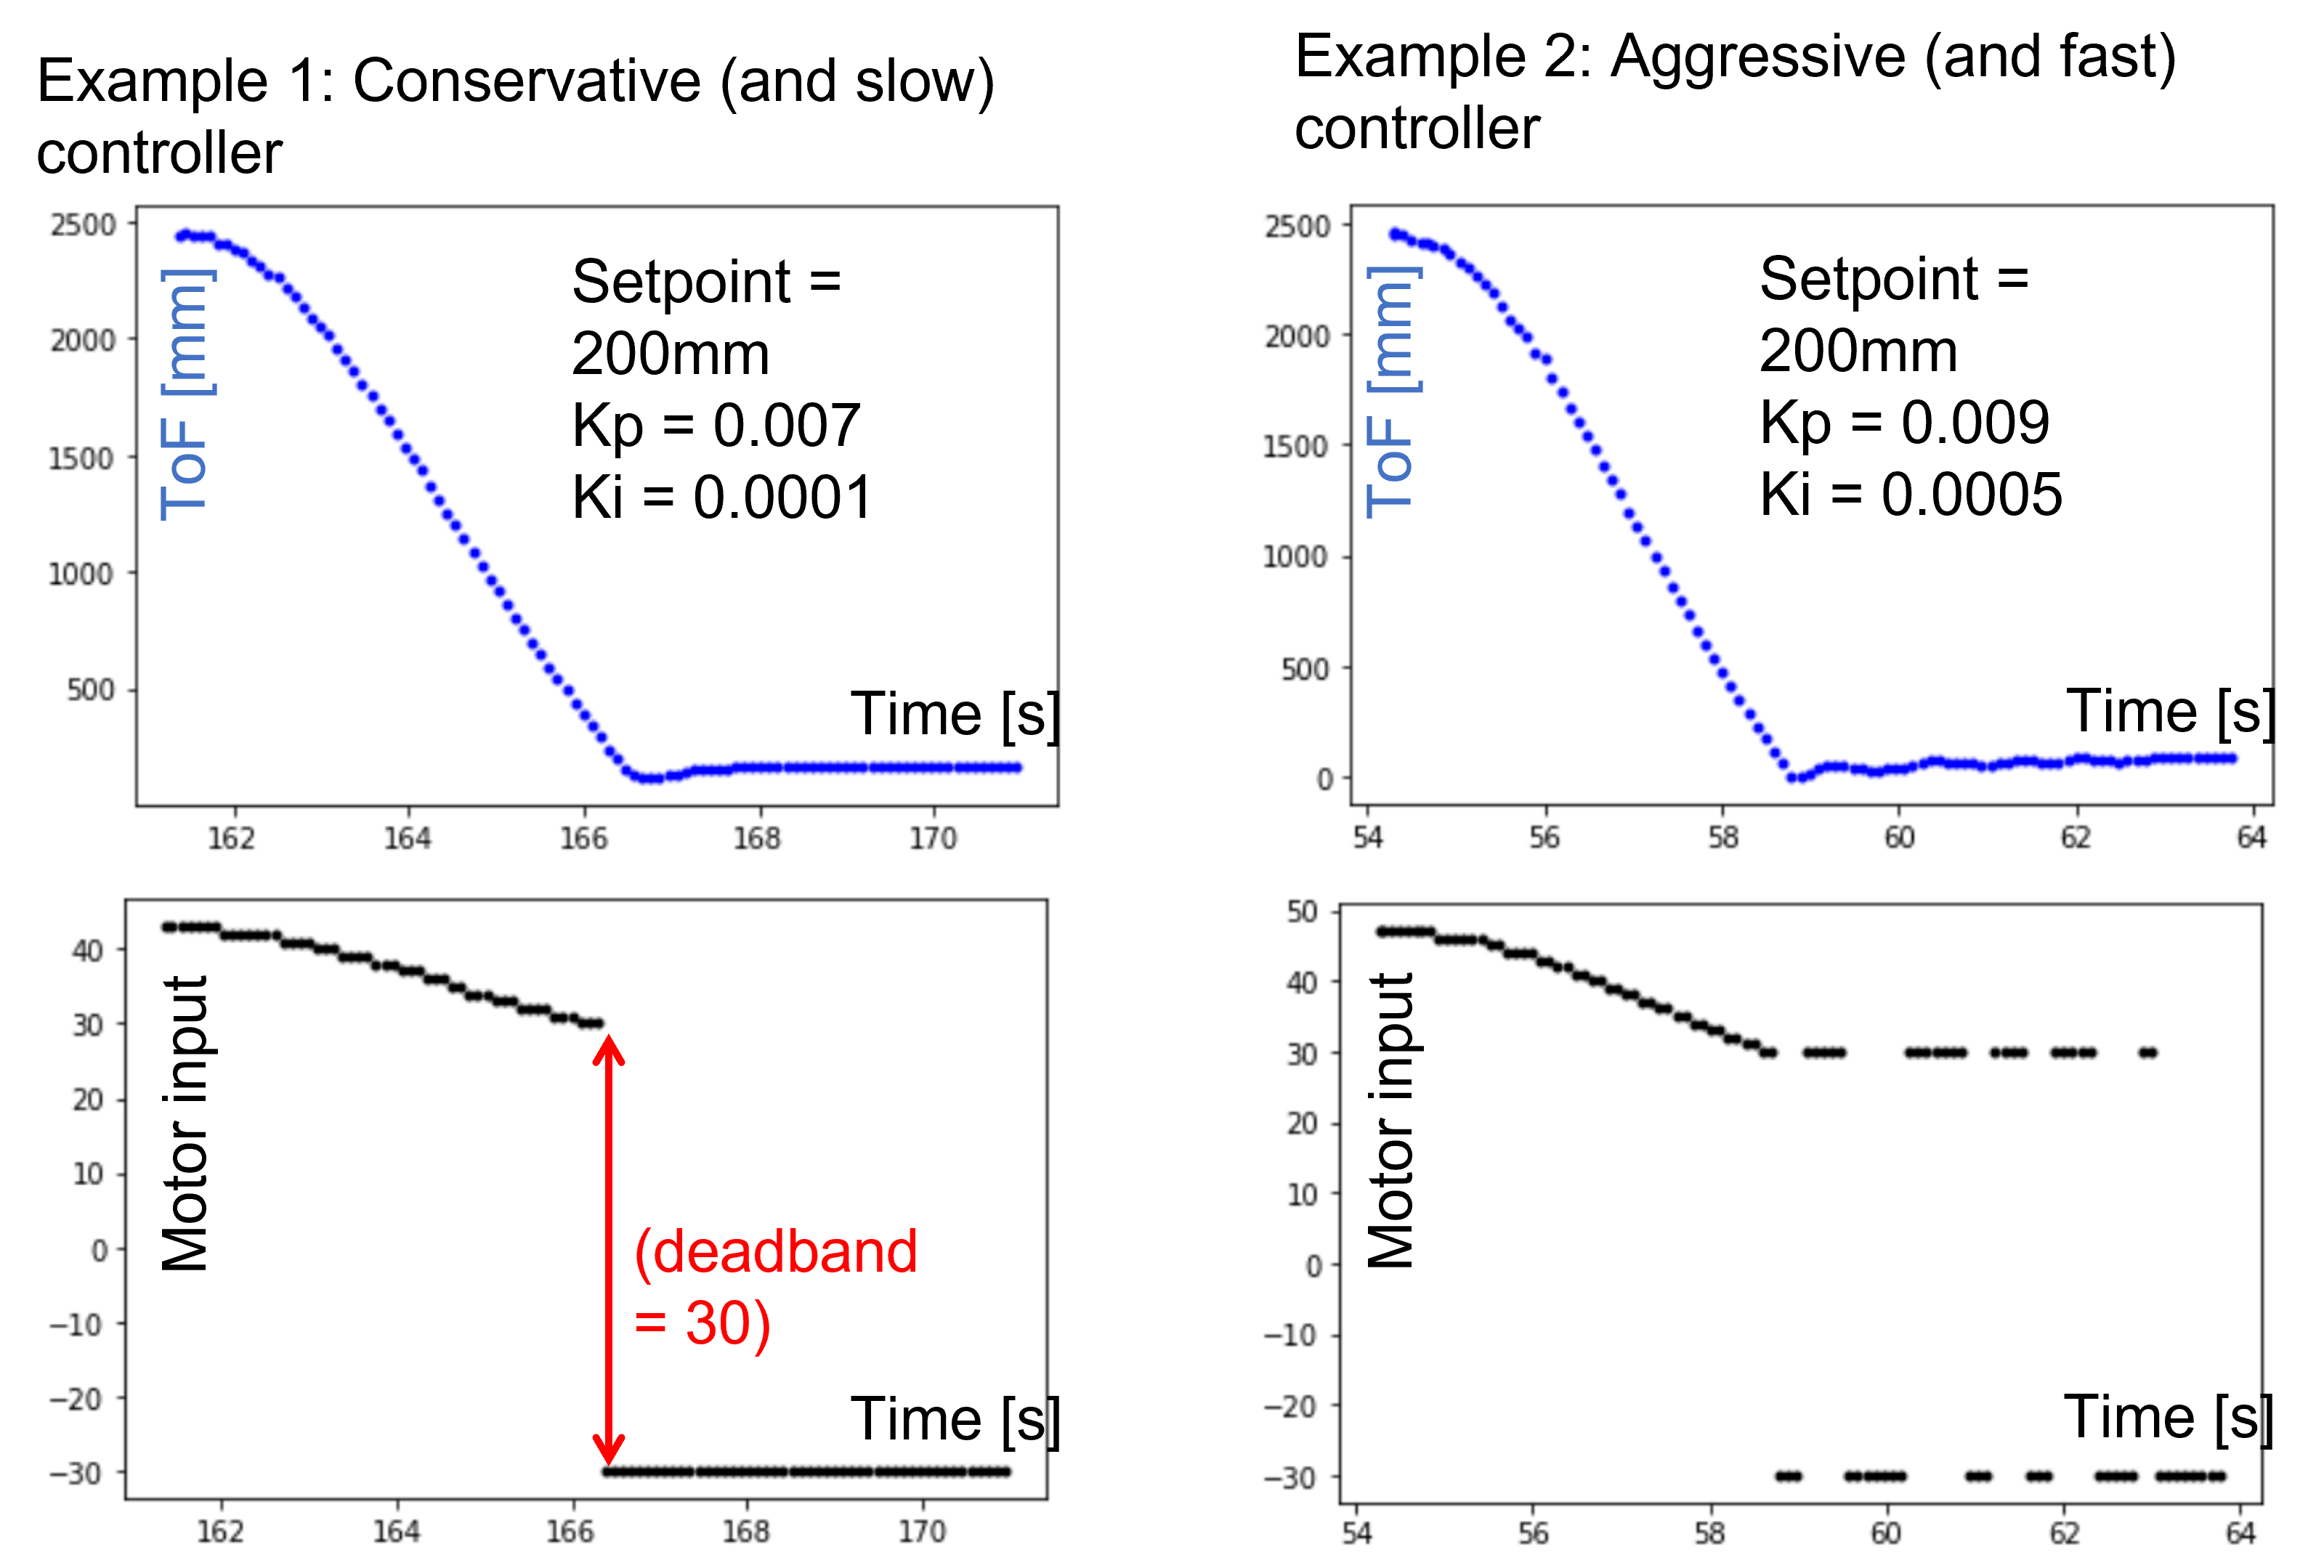 Example 1: Conservative (and slow)
controller
2500
2000
1500
1000
500
ToF [mm]
Setpoint =
200mm
Kp = 0.007
Ki = 0.0001
Time [s]
162
164
166
168
170
40
30
20
10
0
−10
−20
−30
Motor input
(deadband
= 30)
Time [s]
162
164
166
168
170
Example 2: Aggressive (and fast)
controller
2500
2000
1500
1000
500
0
ToF [mm]
Setpoint =
200mm
Kp = 0.009
Ki = 0.0005
Time [s]
54
56
58
60
62
64
50
40
30
20
10
0
−10
−20
−30
Motor input
Time [s]
54
56
58
60
62
64